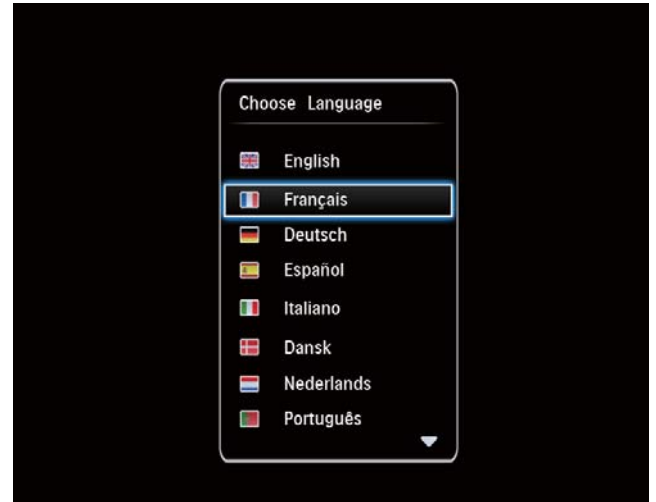 Choose Language
English
Français
Deutsch
Español
Italiano
Dansk
Nederlands
Português